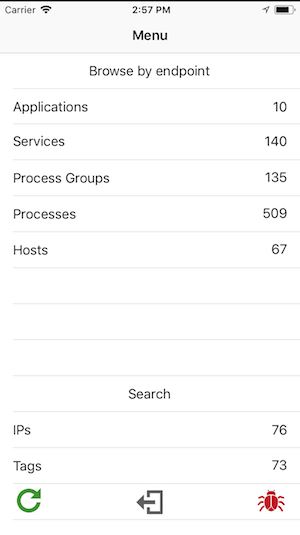 Carrier 2:57 PM
Menu
Browse by endpoint
Applications 10
Services 140
Process Groups 135
Processes 509
Hosts 67
Search
IPs 76
Tags 73